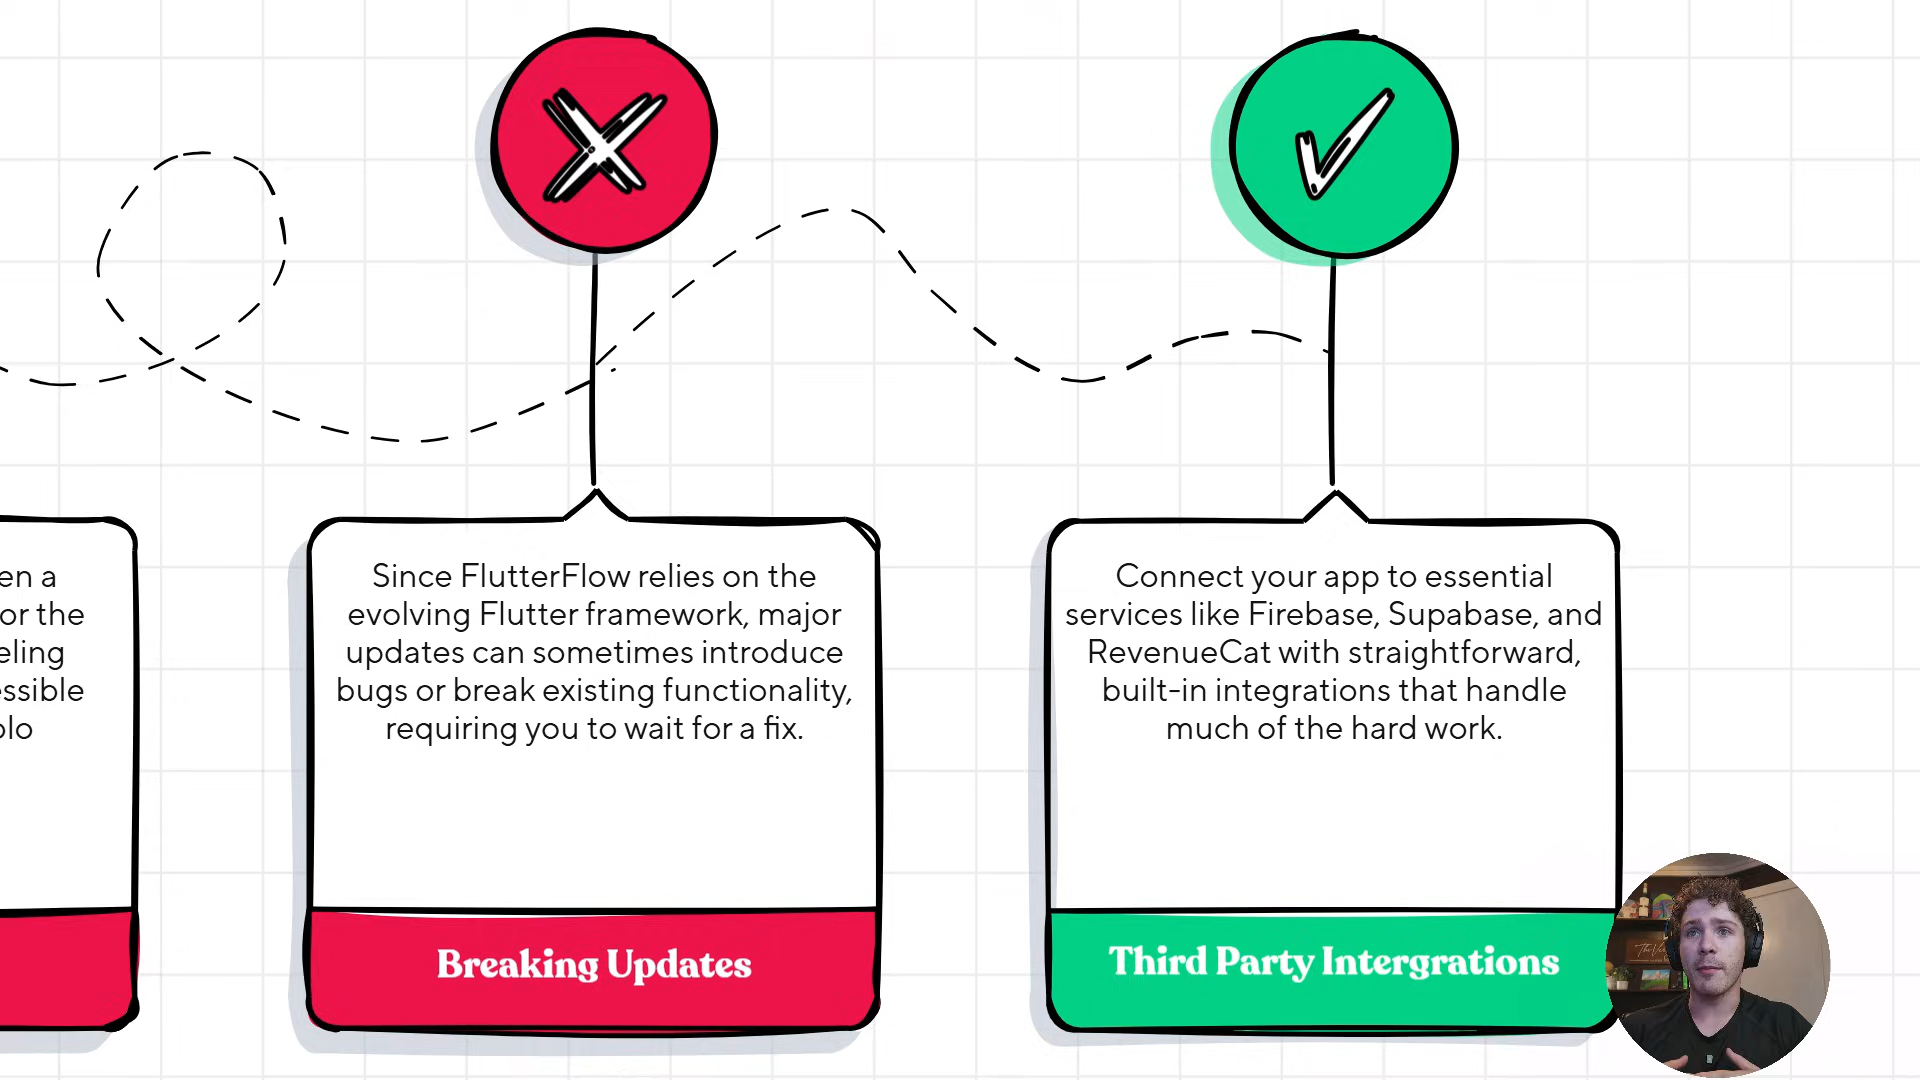 en a
or the
eling
essible
olo
Since FlutterFlow relies on the
evolving Flutter framework, major
updates can sometimes introduce
bugs or break existing functionality,
requiring you to wait for a fix.
Breaking Updates
Connect your app to essential
services like Firebase, Supabase, and
RevenueCat with straightforward,
built-in integrations that handle
much of the hard work.
Third Party Intergrations